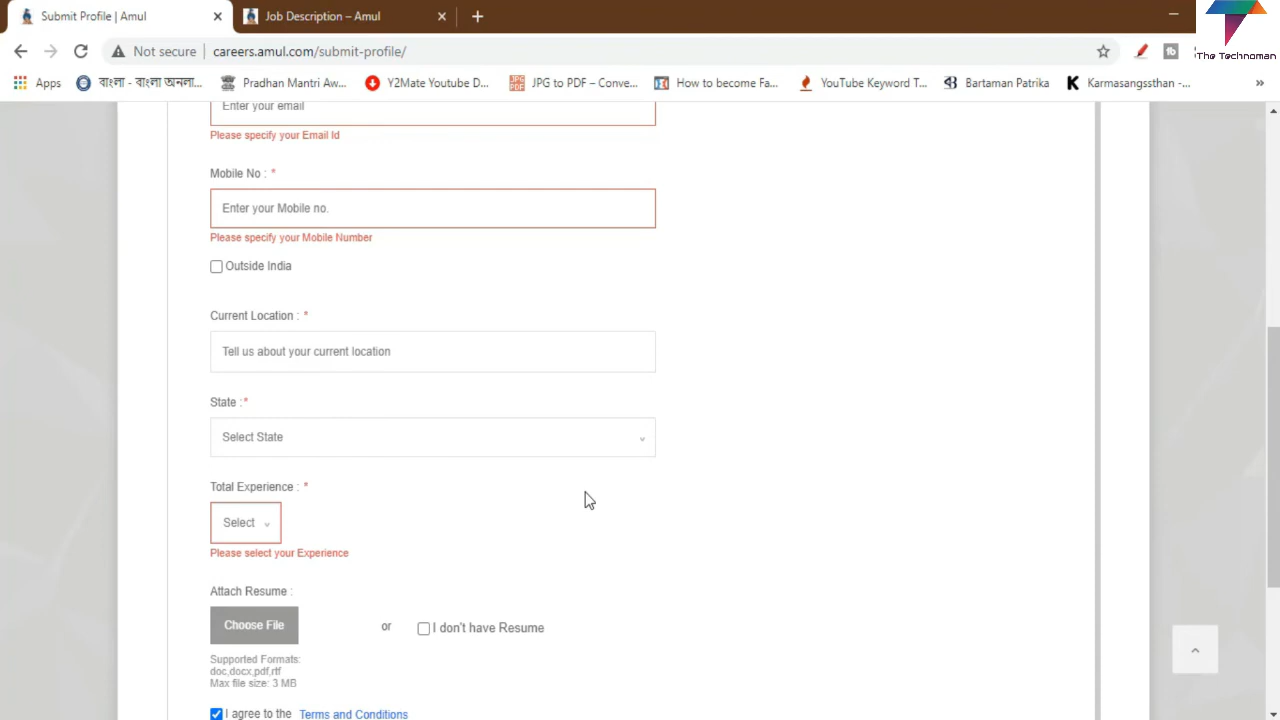 Submit Profile | Amul
Job Description – Amul
The Technoman
Not secure | careers.amul.com/submit-profile/
Apps
বাংলা - বাংলা অনলা...
Pradhan Mantri Aw...
Y2Mate Youtube D...
JPG to PDF – Conve...
How to become Fa...
YouTube Keyword T...
Bartaman Patrika
Karmasangssthan -...
»
Enter your email
Please specify your Email Id
Mobile No : *
Enter your Mobile no.
Please specify your Mobile Number
Outside India
Current Location : *
Tell us about your current location
State : *
Select State
Total Experience : *
Select
Please select your Experience
Attach Resume :
Choose File
or
I don't have Resume
Supported Formats:
doc,docx,pdf,rtf
Max file size: 3 MB
I agree to the Terms and Conditions